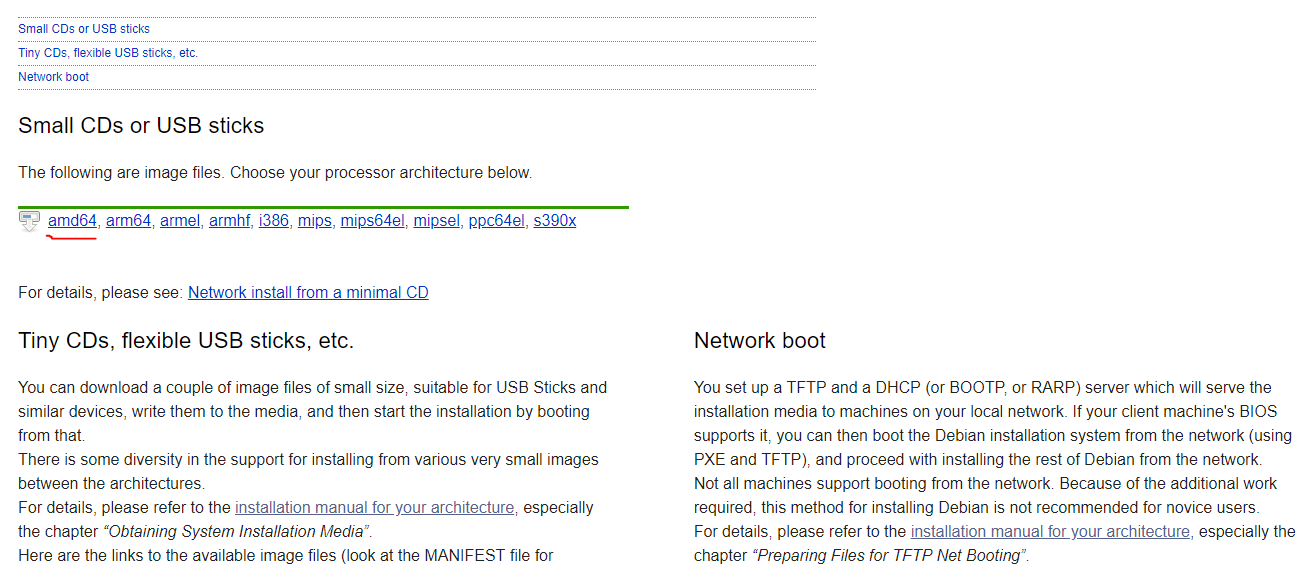 Small CDs or USB sticks
Tiny CDs, flexible USB sticks, etc.
Network boot
Small CDs or USB sticks
The following are image files. Choose your processor architecture below.
amd64, arm64, armel, armhf, i386, mips, mips64el, mipsel, ppc64el, s390x
For details, please see: Network install from a minimal CD
Tiny CDs, flexible USB sticks, etc.
You can download a couple of image files of small size, suitable for USB Sticks and
similar devices, write them to the media, and then start the installation by booting
from that.
There is some diversity in the support for installing from various very small images
between the architectures.
For details, please refer to the installation manual for your architecture, especially
the chapter “Obtaining System Installation Media”.
Here are the links to the available image files (look at the MANIFEST file for
Network boot
You set up a TFTP and a DHCP (or BOOTP, or RARP) server which will serve the
installation media to machines on your local network. If your client machine's BIOS
supports it, you can then boot the Debian installation system from the network (using
PXE and TFTP), and proceed with installing the rest of Debian from the network.
Not all machines support booting from the network. Because of the additional work
required, this method for installing Debian is not recommended for novice users.
For details, please refer to the installation manual for your architecture, especially the
chapter “Preparing Files for TFTP Net Booting”.